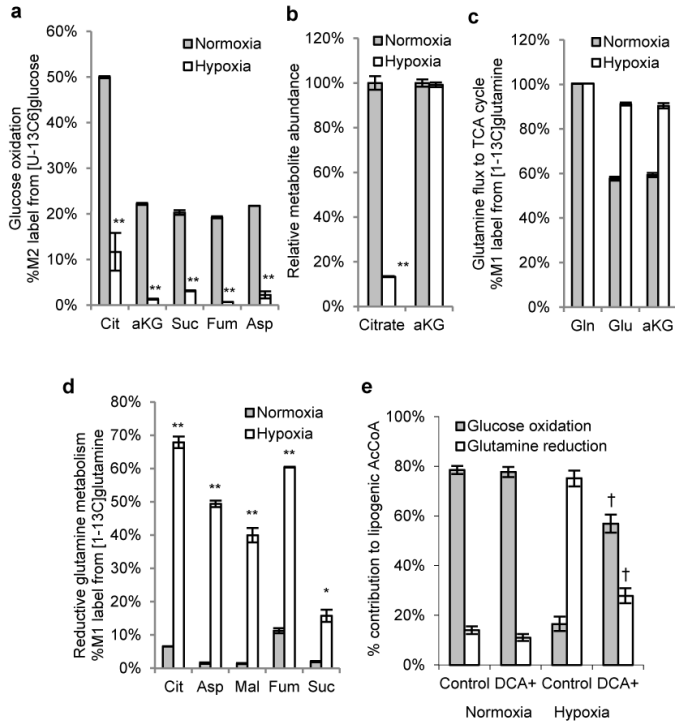 a
Normoxia
Hypoxia
Glucose oxidation
%M2 label from [U-13C6]glucose
60%
50%
40%
30%
20%
10%
0%
**
**
**
**
**
Cit aKG Suc Fum Asp
b
Normoxia
Hypoxia
Relative metabolite abundance
120%
100%
80%
60%
40%
20%
0%
**
Citrate aKG
c
Normoxia
Hypoxia
Glutamine flux to TCA cycle
%M1 label from [1-13C]glutamine
120%
100%
80%
60%
40%
20%
0%
Gln Glu aKG
d
Normoxia
Hypoxia
Reductive glutamine metabolism
%M1 label from [1-13C]glutamine
80%
70%
60%
50%
40%
30%
20%
10%
0%
**
**
**
**
*
Cit Asp Mal Fum Suc
e
Glucose oxidation
Glutamine reduction
% contribution to lipogenic AcCoA
100%
80%
60%
40%
20%
0%
†
†
Control DCA+ Control DCA+
Normoxia Hypoxia